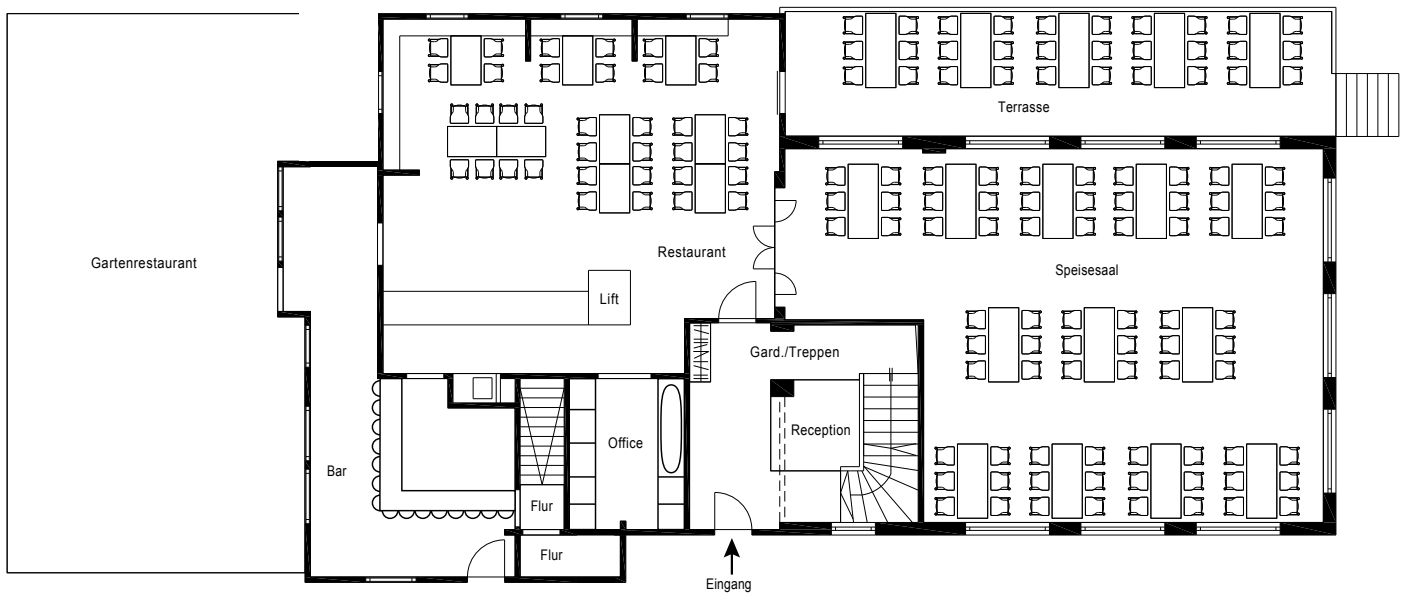 Terrasse
Gartenrestaurant
Restaurant
Speisesaal
Lift
Gard./Treppen
Reception
Office
Bar
Flur
Flur
Eingang